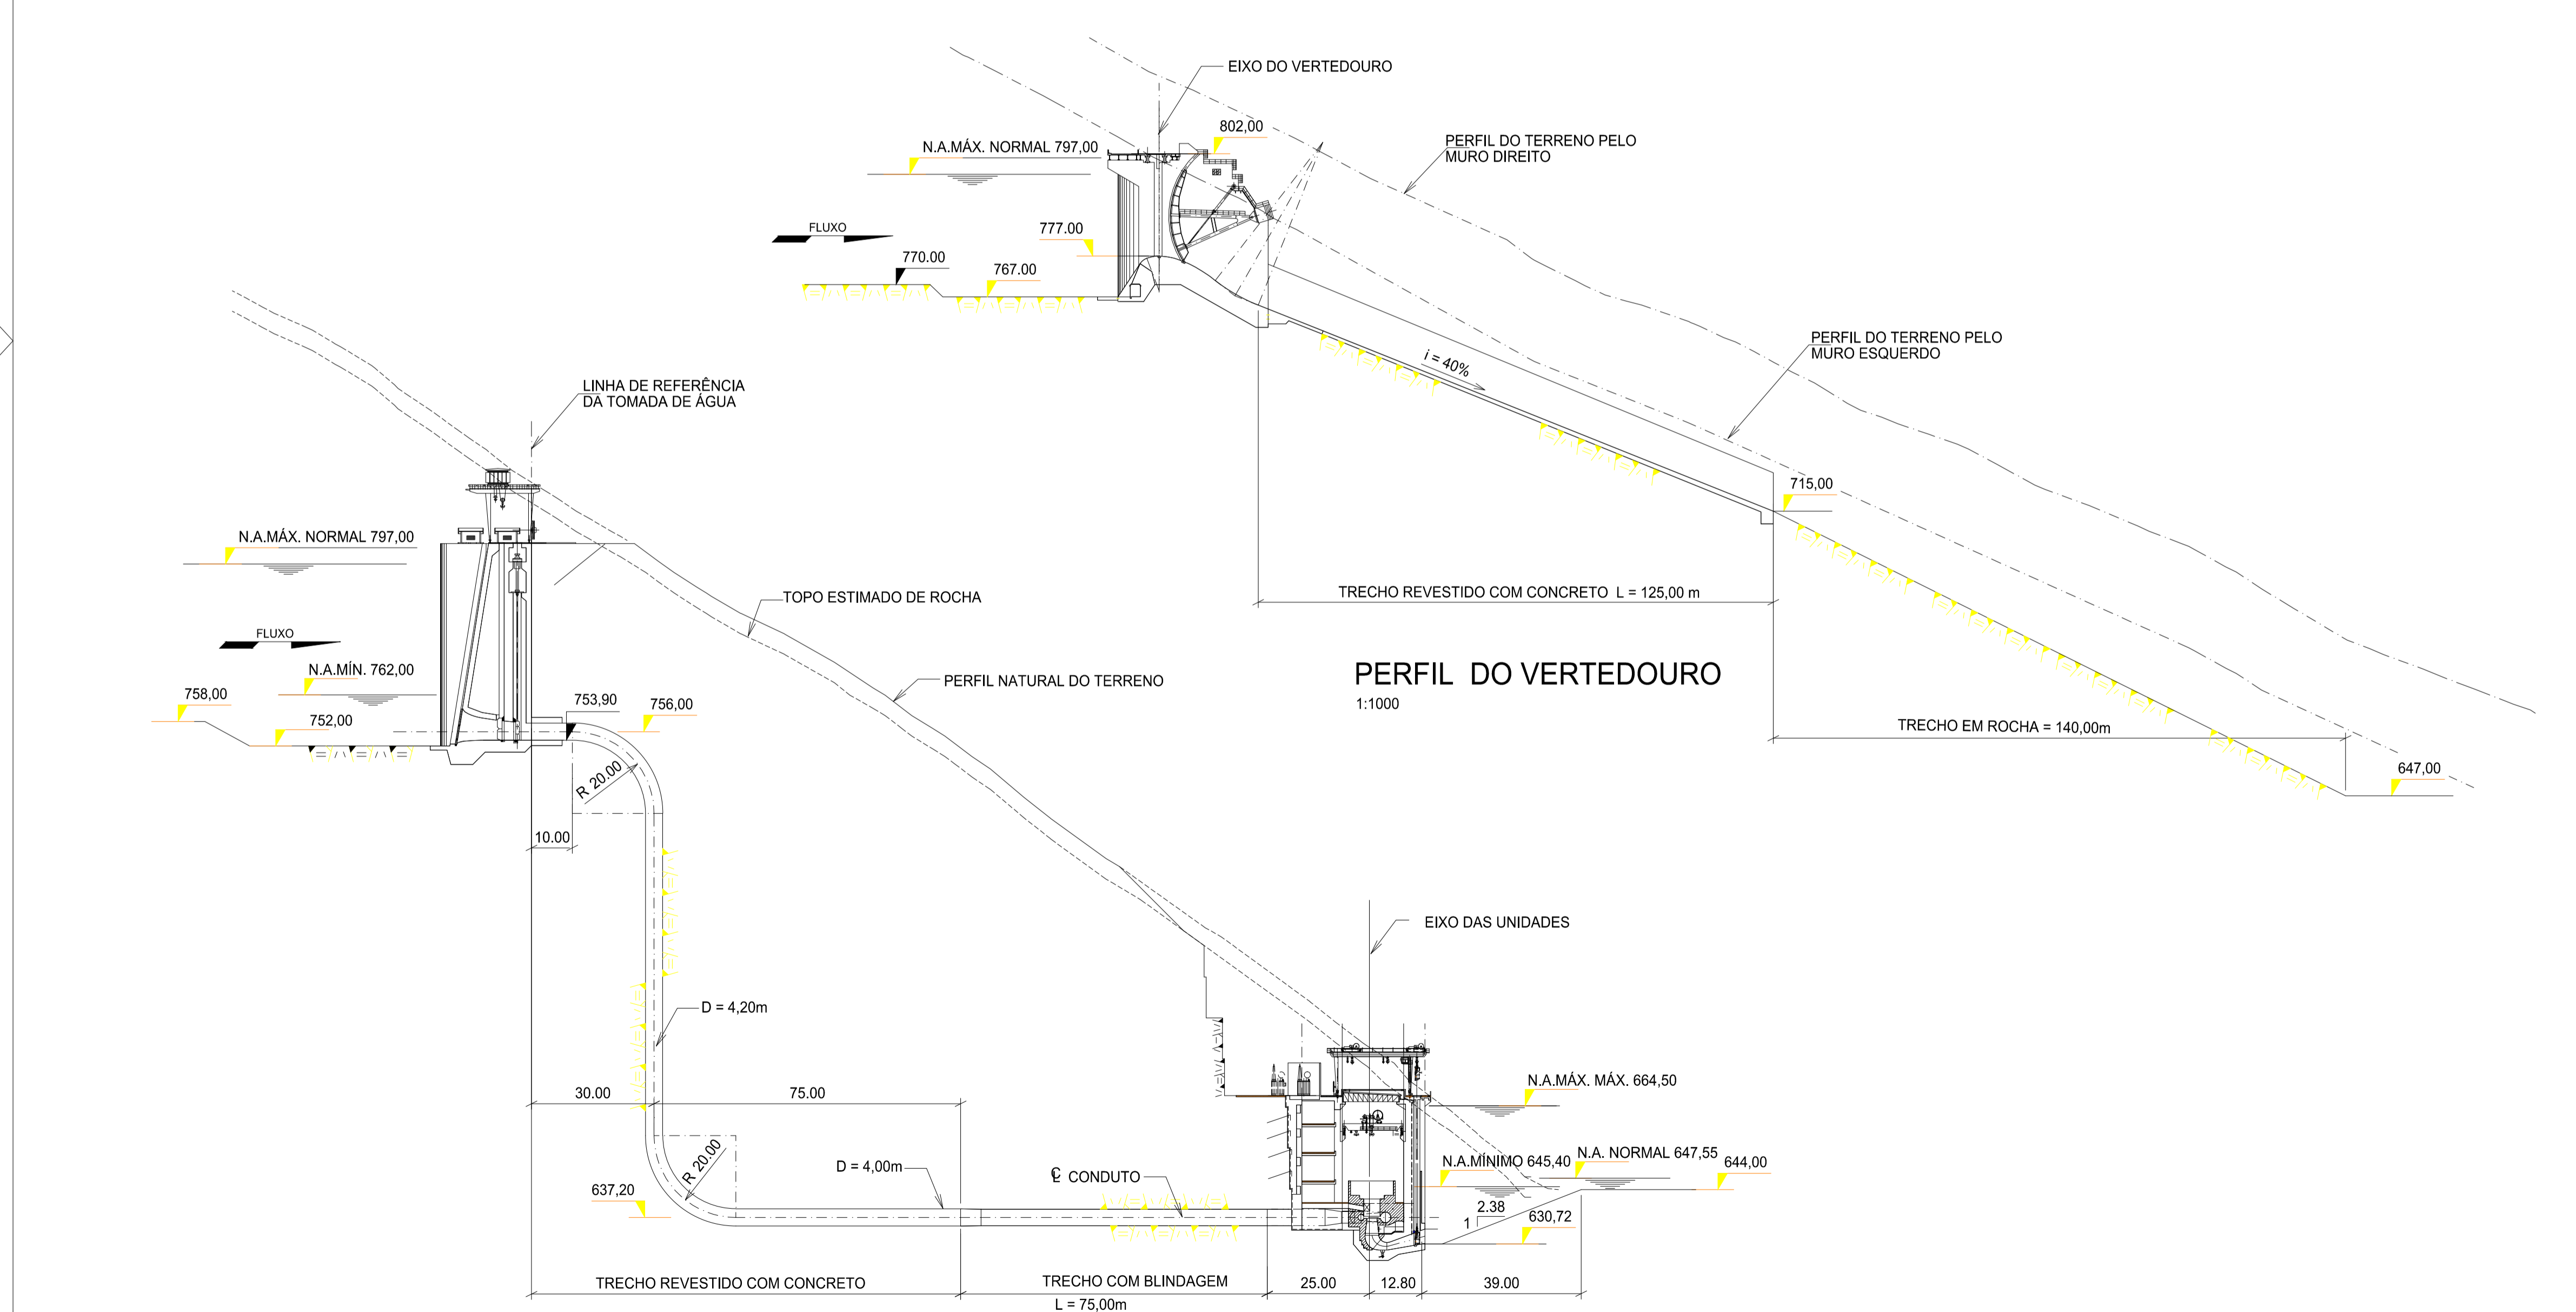 EIXO DO VERTEDOURO
802,00
N.A.MÁX. NORMAL 797,00
PERFIL DO TERRENO PELO
MURO DIREITO
FLUXO
777.00
770.00
767.00
PERFIL DO TERRENO PELO
MURO ESQUERDO
i = 40%
715,00
TRECHO REVESTIDO COM CONCRETO L = 125,00 m
PERFIL DO VERTEDOURO
1:1000
TRECHO EM ROCHA = 140,00m
647,00
LINHA DE REFERÊNCIA
DA TOMADA DE ÁGUA
N.A.MÁX. NORMAL 797,00
TOPO ESTIMADO DE ROCHA
FLUXO
N.A.MÍN. 762,00
PERFIL NATURAL DO TERRENO
758,00
753,90
756,00
752,00
R 20.00
10.00
EIXO DAS UNIDADES
D = 4,20m
30.00
75.00
N.A.MÁX. MÁX. 664,50
R 20.00
D = 4,00m
℄ CONDUTO
N.A.MÍNIMO 645,40
N.A. NORMAL 647,55
644,00
637,20
2.38
1
630,72
TRECHO REVESTIDO COM CONCRETO
TRECHO COM BLINDAGEM
L = 75,00m
25.00
12.80
39.00